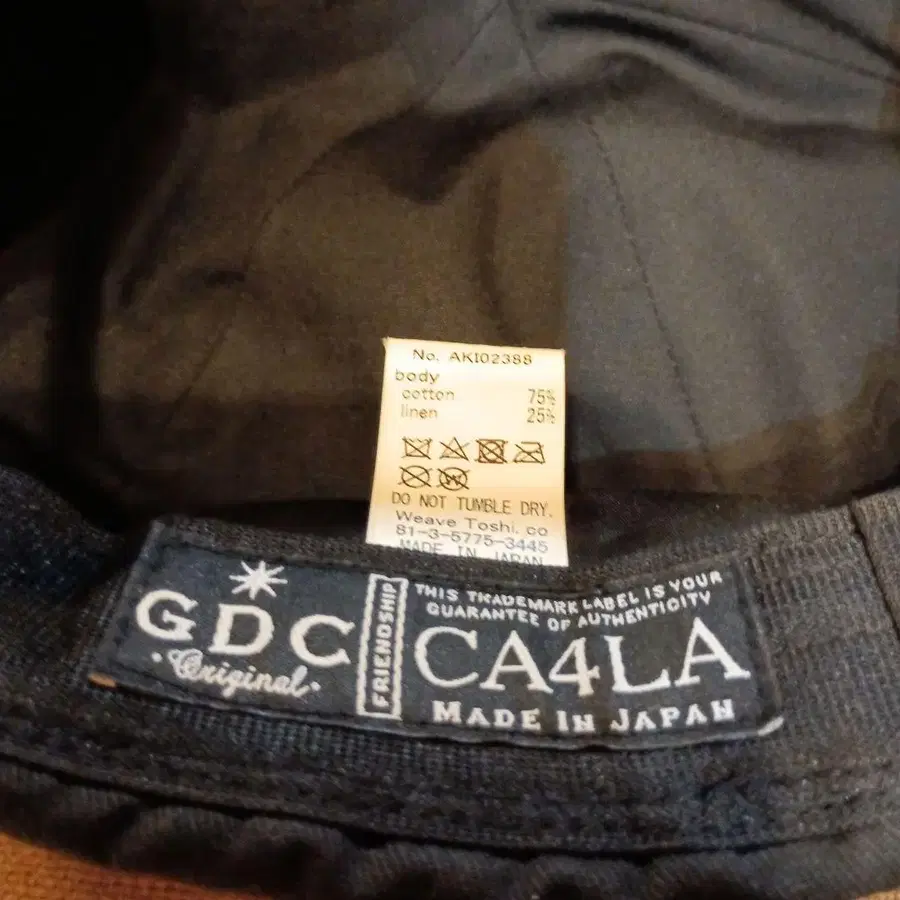 No. AKI02388
body
cotton 75%
linen 25%
W
DO NOT TUMBLE DRY.
Weave Toshi. co
81-3-5775-3445
MADE IN JAPAN
GDC
Original
FRIENDSHIP
THIS TRADEMARK LABEL IS YOUR
GUARANTEE OF AUTHENTICITY
CA4LA
MADE IN JAPAN